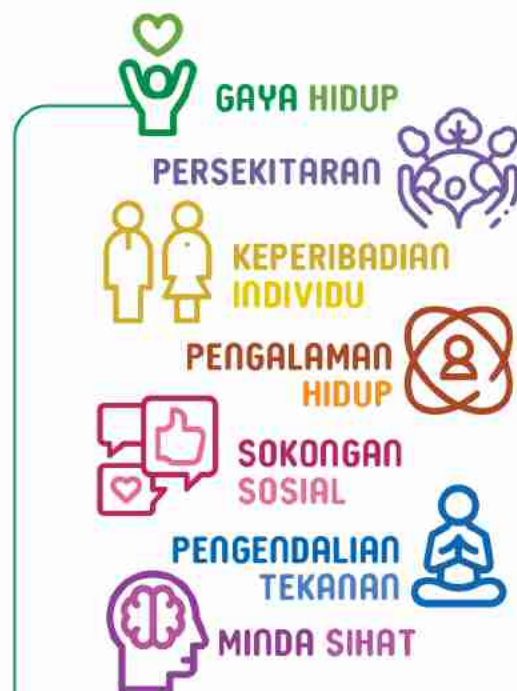 GAYA HIDUP
PERSEKITARAN
KEPERIBADIAN
INDIVIDU
PENGALAMAN
HIDUP
SOKONGAN
SOSIAL
PENGENDALIAN
TEKANAN
MINDA SIHAT